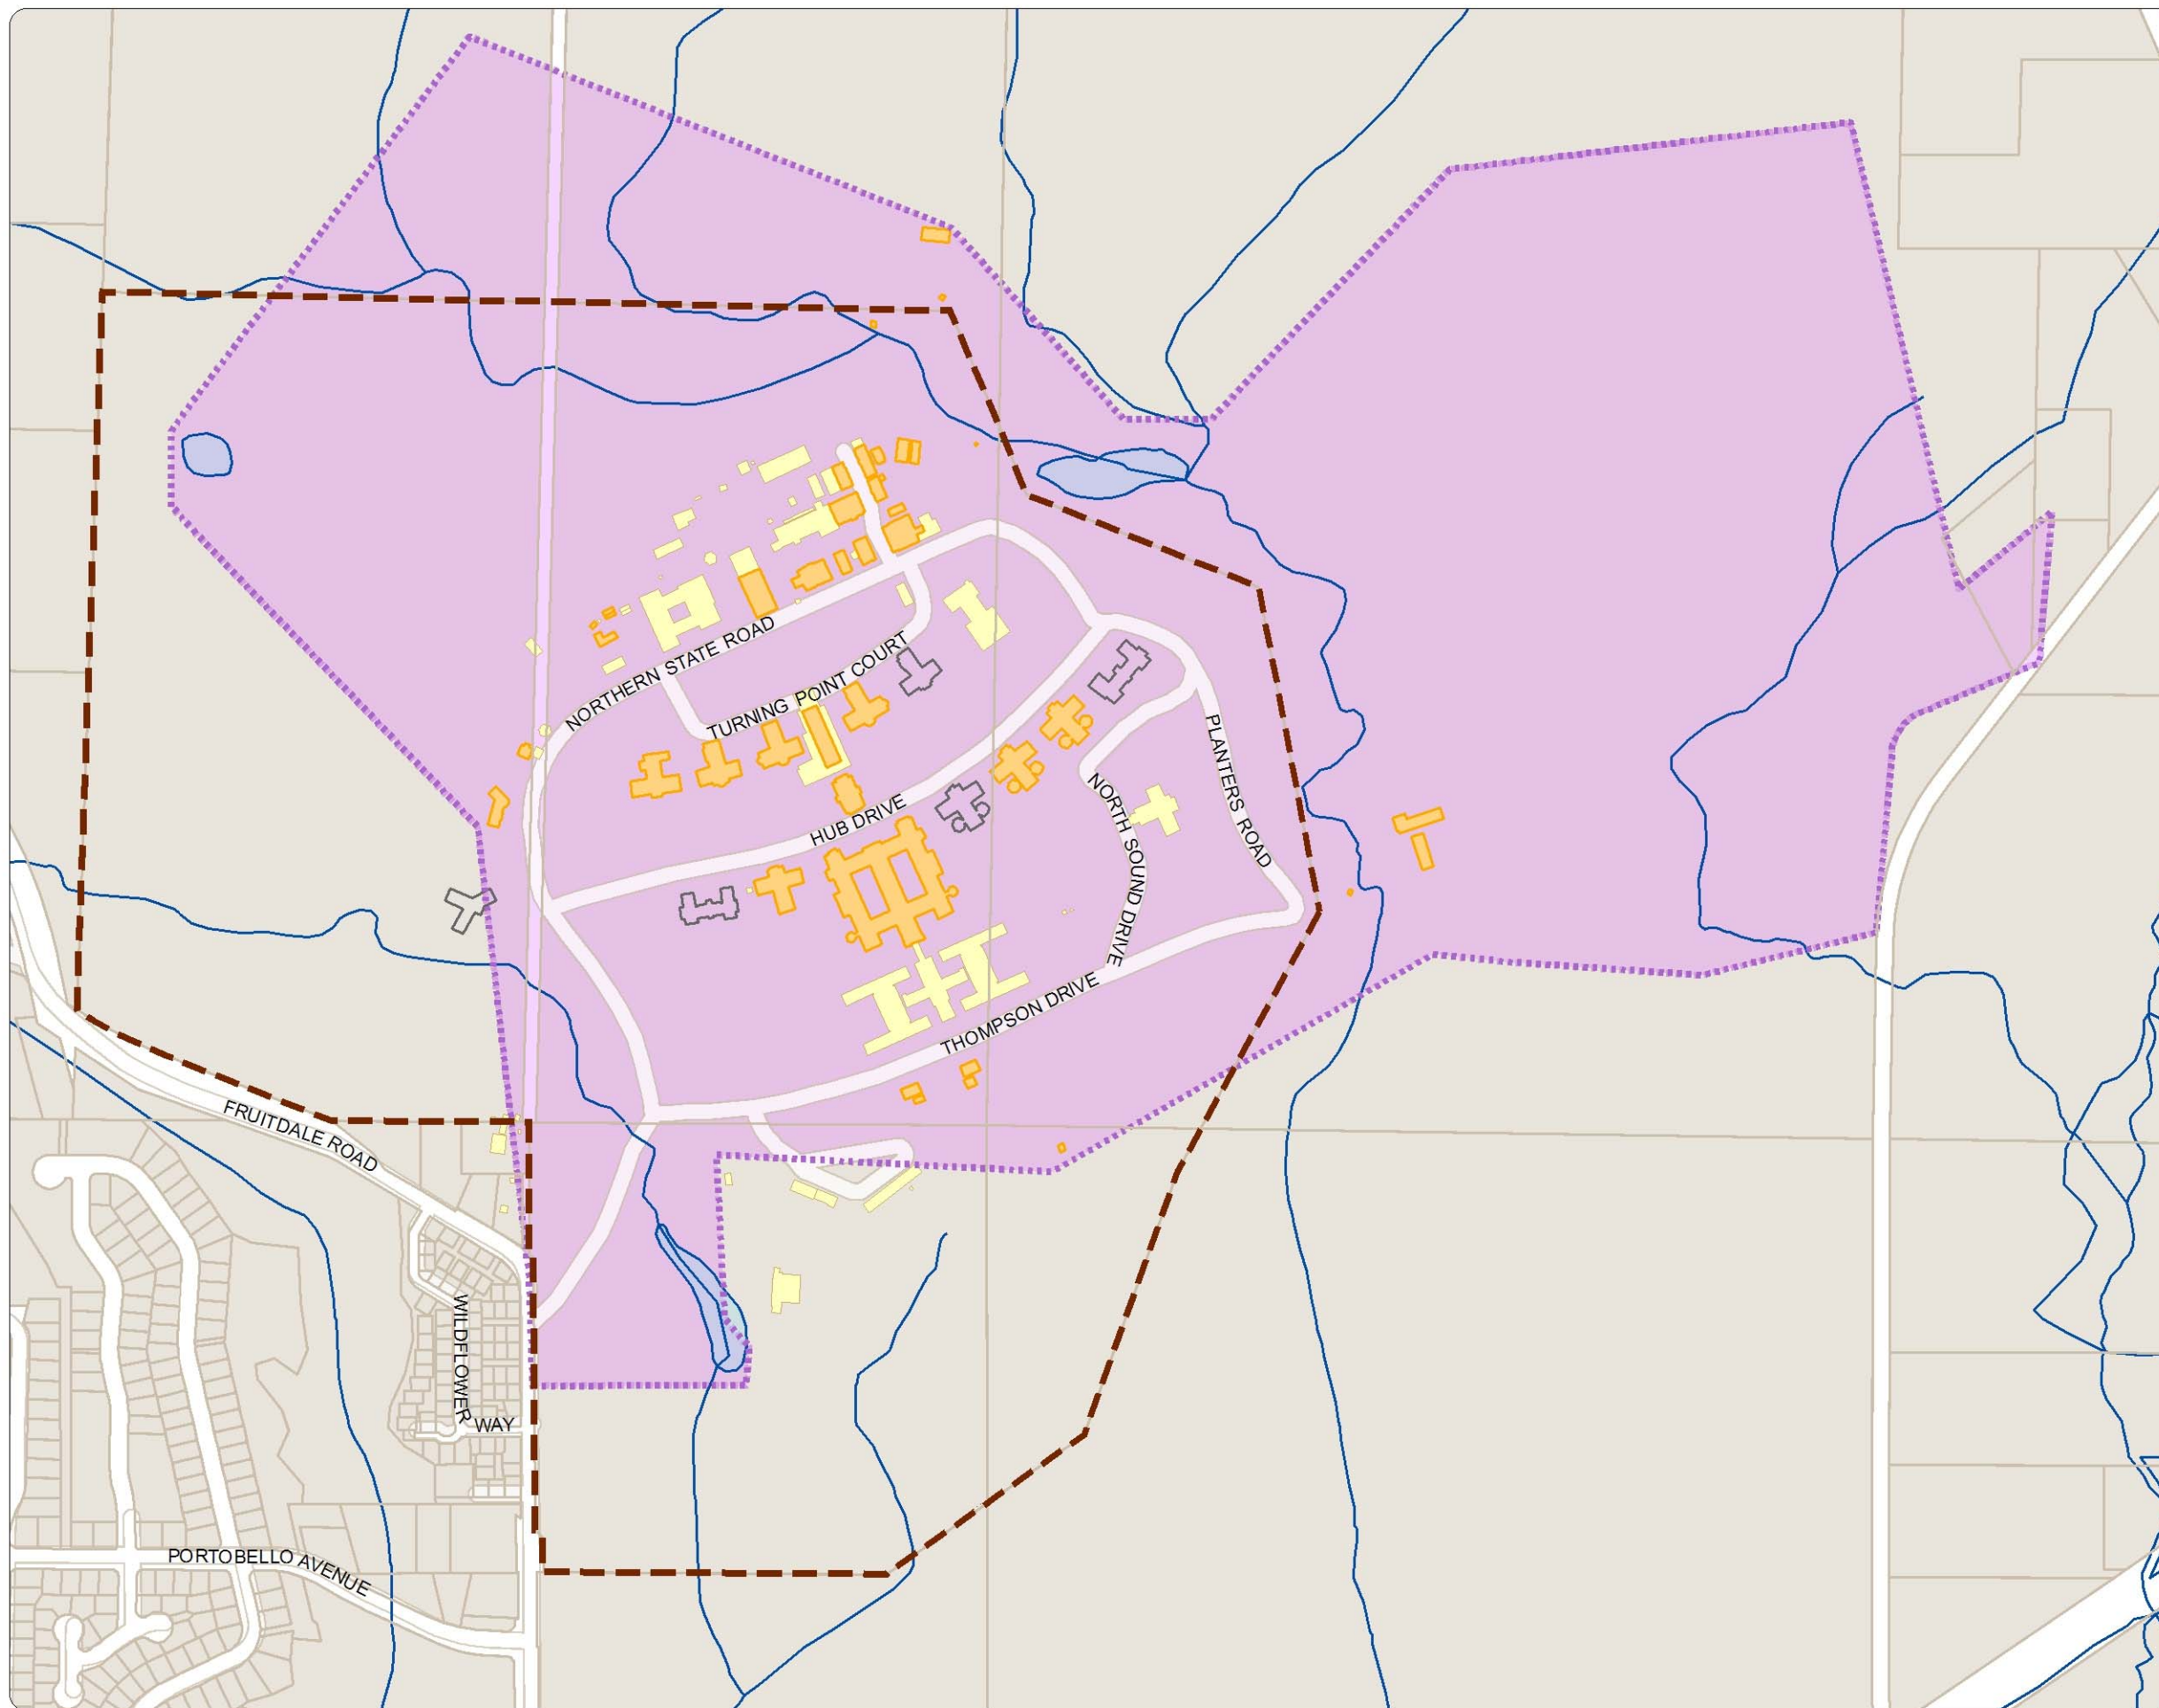 NORTHERN STATE ROAD
TURNING POINT COURT
HUB DRIVE
PLANTERS ROAD
NORTH SOUND DRIVE
THOMPSON DRIVE
FRUITDALE ROAD
WILDFLOWER
WAY
PORTOBELLO AVENUE